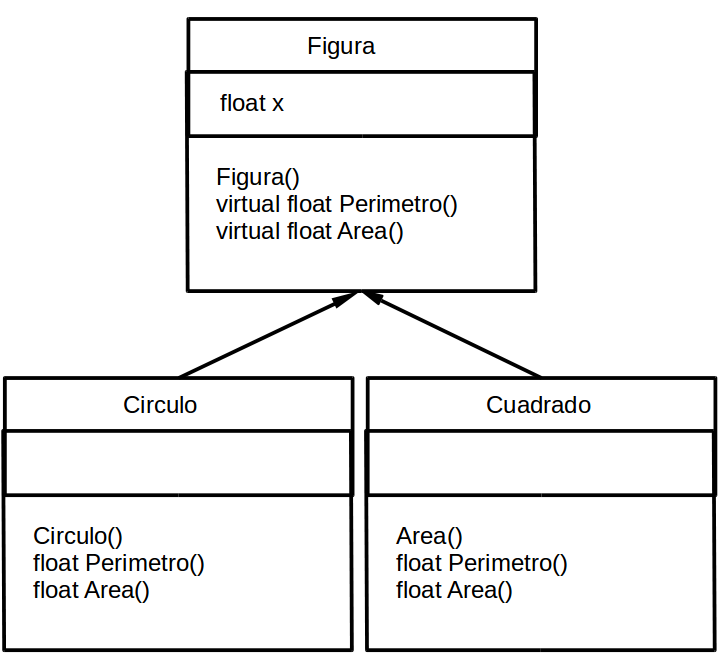 Figura
float x
Figura()
virtual float Perimetro()
virtual float Area()
Circulo
Circulo()
float Perimetro()
float Area()
Cuadrado
Area()
float Perimetro()
float Area()